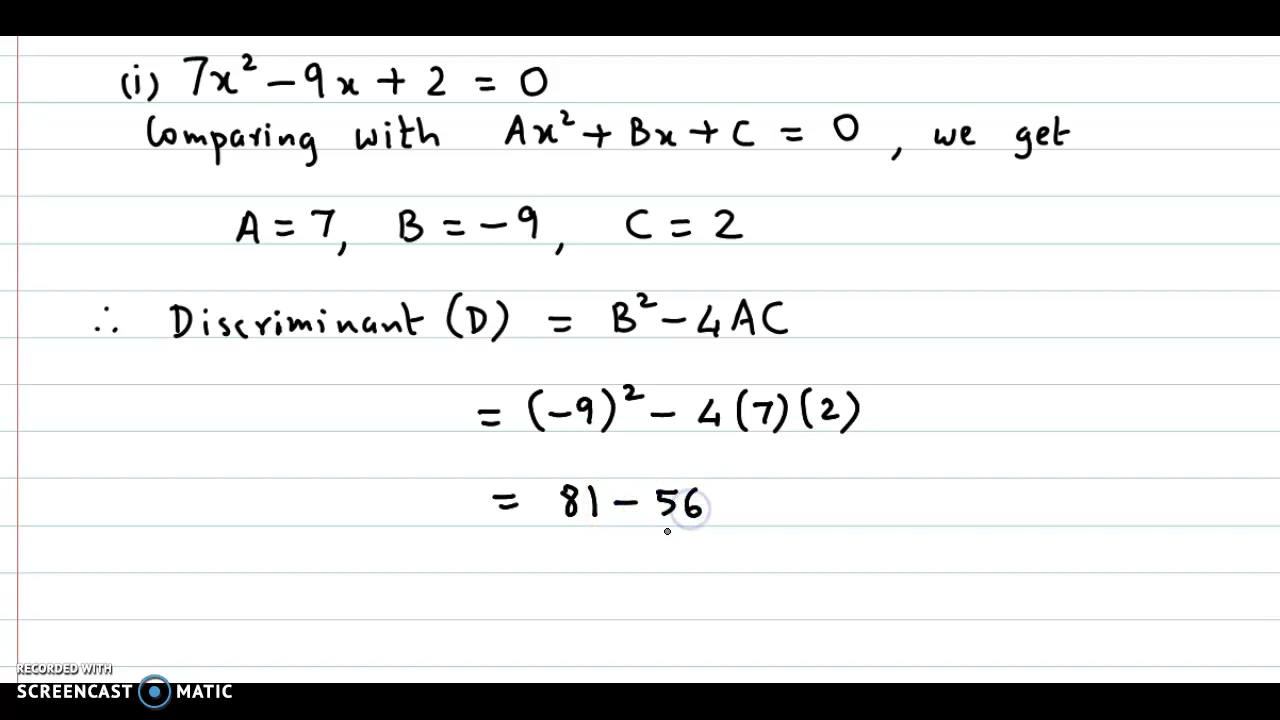 (i) 7x² - 9x + 2 = 0
Comparing with Ax² + Bx + C = 0, we get
A = 7, B = -9, C = 2
∴ Discriminant (D) = B² - 4AC
= (-9)² - 4(7)(2)
= 81 - 56
RECORDED WITH
SCREENCAST MATIC